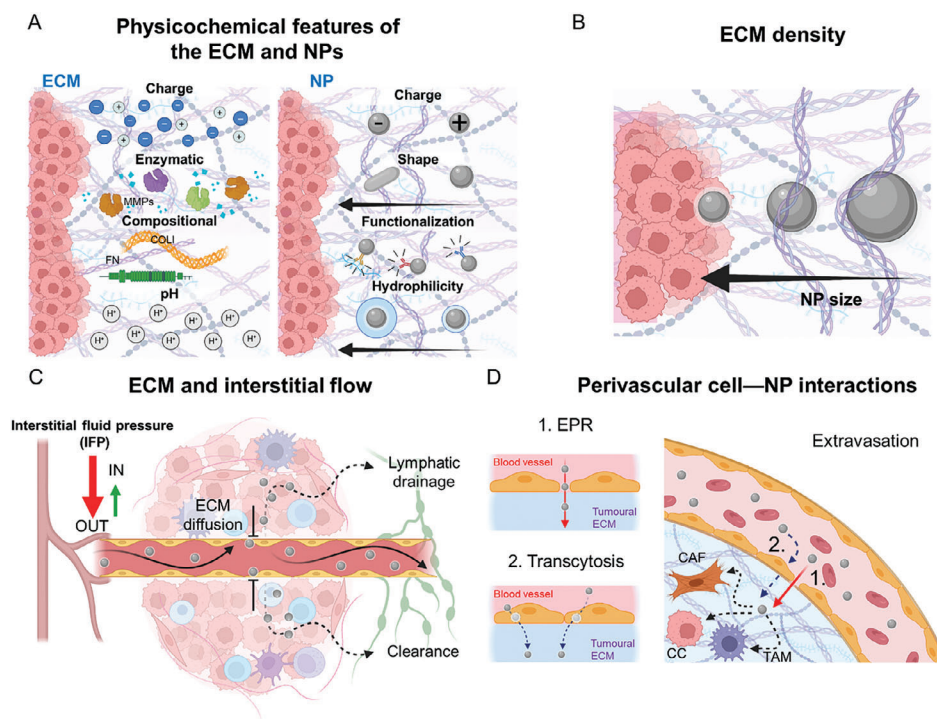 A
Physicochemical features of
the ECM and NPs
ECM
Charge
Enzymatic
MMPs
Compositional
COLI
FN
pH
H+
H+
H+
H+
H+
H+
H+
H+
H+
NP
Charge
Shape
Functionalization
Hydrophilicity
B
ECM density
NP size
C
ECM and interstitial flow
Interstitial fluid pressure
(IFP)
IN
OUT
ECM
diffusion
Lymphatic
drainage
Clearance
D
Perivascular cell—NP interactions
1. EPR
Blood vessel
Tumoural
ECM
2. Transcytosis
Blood vessel
Tumoural
ECM
Extravasation
2.
1.
CAF
CC
TAM